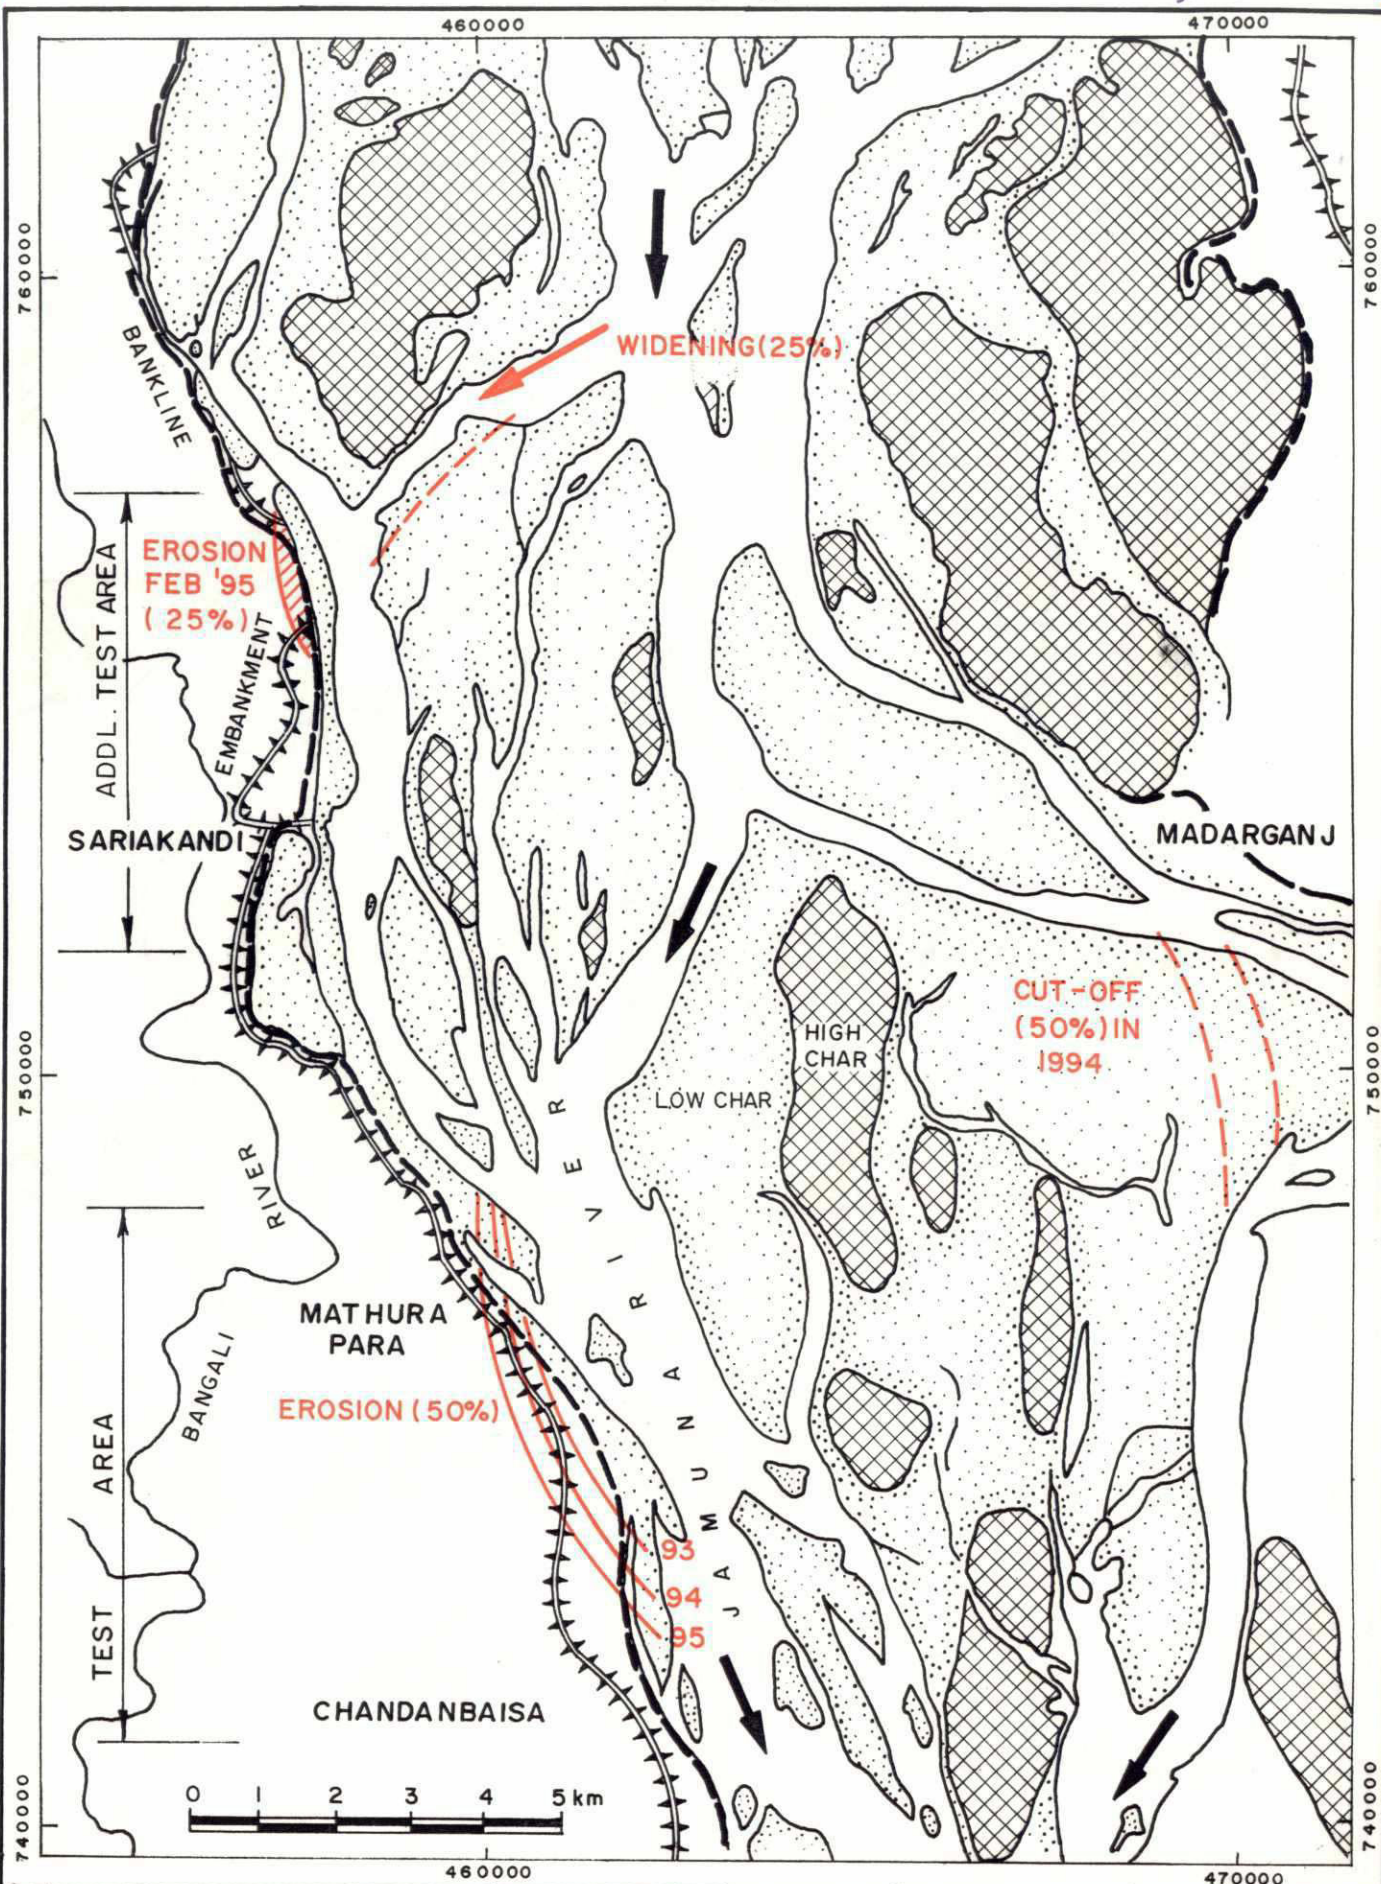 460000
470000
760000
760000
WIDENING (25%)
BANKLINE
ADDL. TEST AREA
EROSION
FEB '95
(25%)
EMBANKMENT
SARIAKANDI
MADARGANJ
CUT-OFF
(50%) IN
1994
HIGH
CHAR
LOW CHAR
750000
750000
JAMUNA RIVER
BANGALI RIVER
MATHURA
PARA
EROSION (50%)
TEST AREA
93
94
95
CHANDANBAISA
0 1 2 3 4 5 km
740000
740000
460000
470000